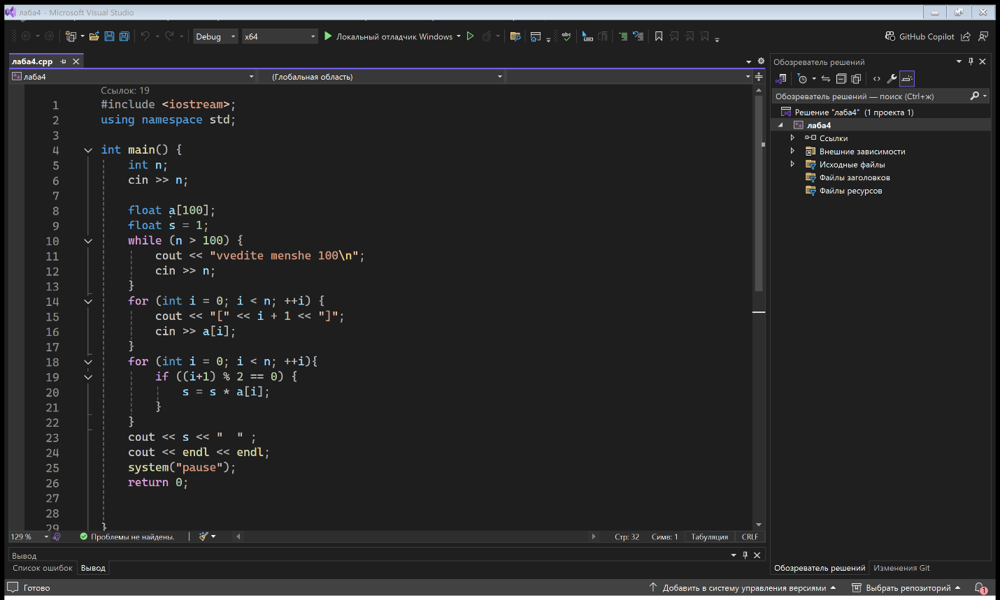 лаба4 - Microsoft Visual Studio
Debug x64 Локальный отладчик Windows GitHub Copilot
лаба4.cpp
лаба4 (Глобальная область)
Ссылок: 19
1 #include <iostream>;
2 using namespace std;
3
4 int main() {
5 int n;
6 cin >> n;
7
8 float a[100];
9 float s = 1;
10 while (n > 100) {
11 cout << "vvedite menshe 100\n";
12 cin >> n;
13 }
14 for (int i = 0; i < n; ++i) {
15 cout << "[" << i + 1 << "]";
16 cin >> a[i];
17 }
18 for (int i = 0; i < n; ++i){
19 if ((i+1) % 2 == 0) {
20 s = s * a[i];
21 }
22 }
23 cout << s << "  " ;
24 cout << endl << endl;
25 system("pause");
26 return 0;
27
28
29 }
129 % Проблемы не найдены. Стр: 32 Симв: 1 Табуляция CRLF
Вывод
Список ошибок Вывод
Обозреватель решений
Обозреватель решений — поиск (Ctrl+ж)
Решение "лаба4" (1 проекта 1)
лаба4
Ссылки
Внешние зависимости
Исходные файлы
Файлы заголовков
Файлы ресурсов
Обозреватель решений Изменения Git
Готово Добавить в систему управления версиями Выбрать репозиторий 1